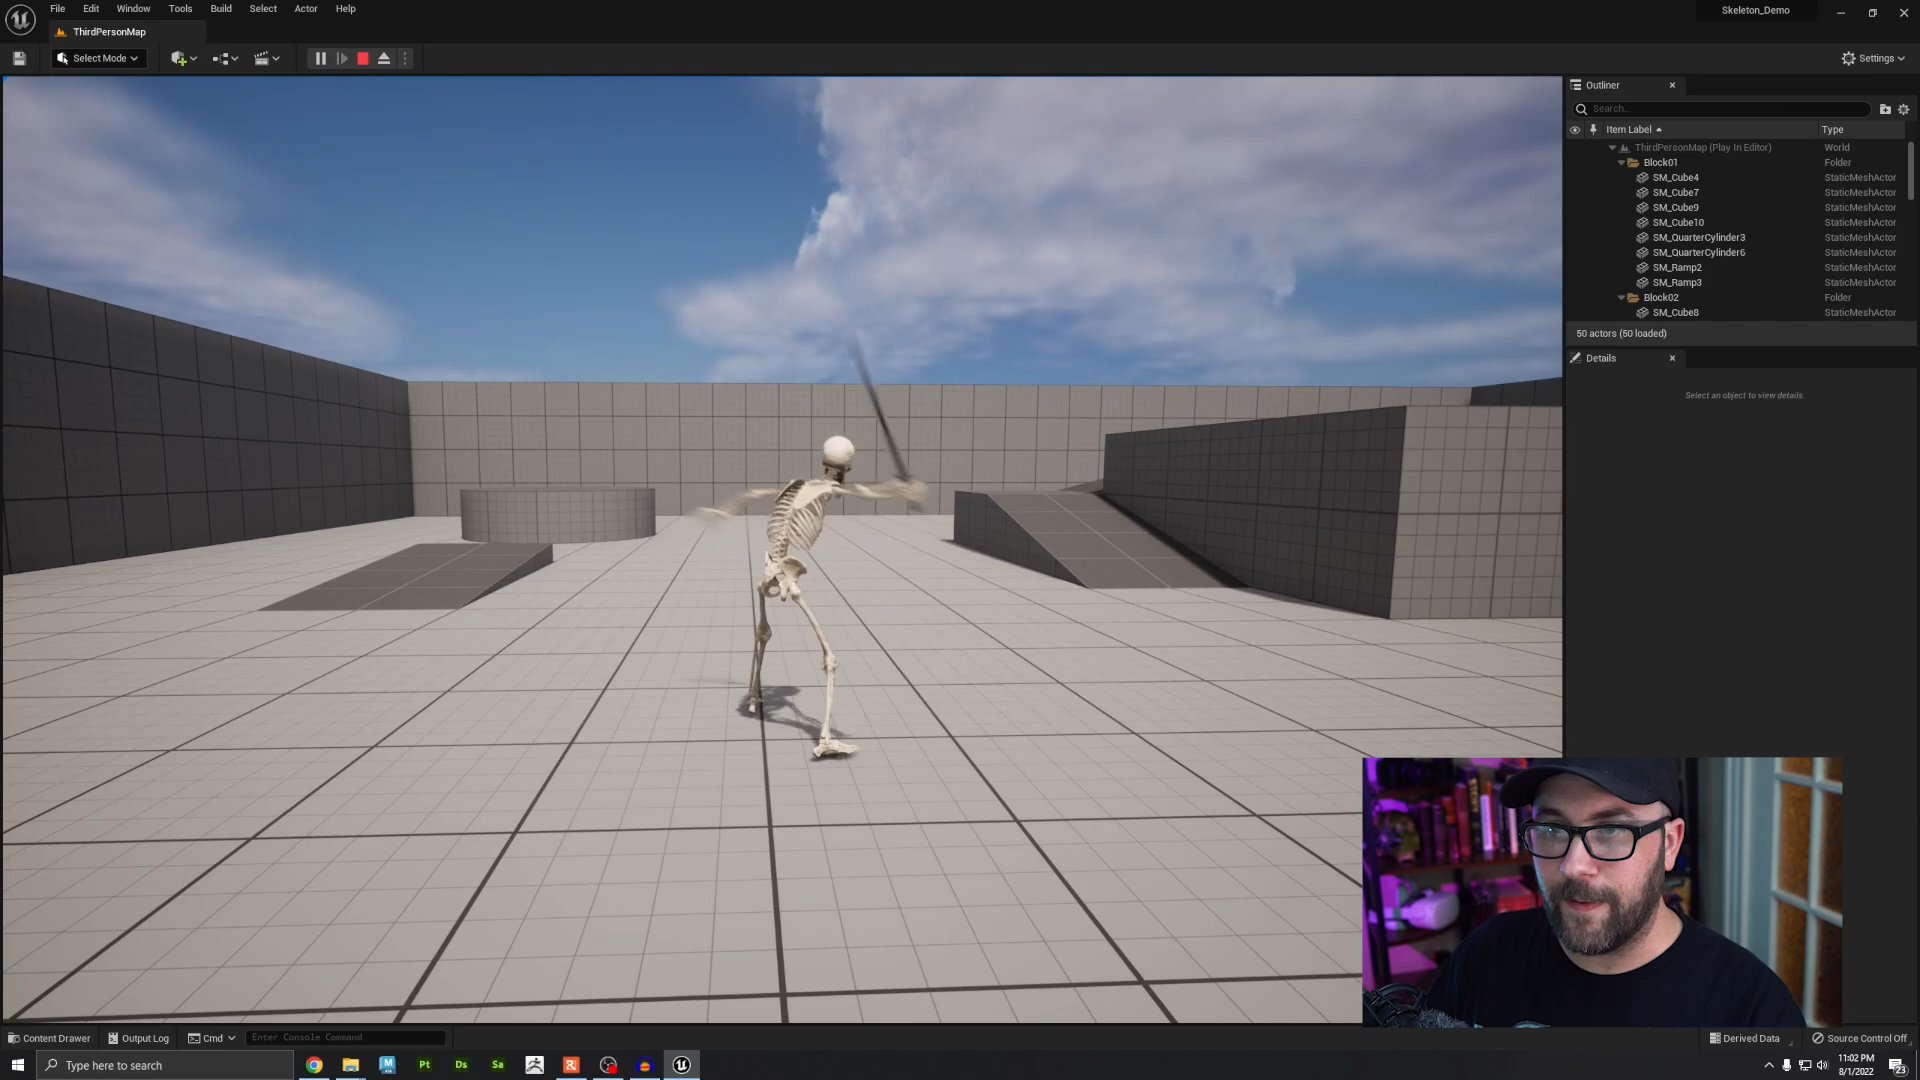 File Edit Window Tools Build Select Actor Help
Skeleton_Demo
ThirdPersonMap
Select Mode
Settings
Outliner
Search...
Item Label Type
ThirdPersonMap (Play In Editor) World
Block01 Folder
SM_Cube4 StaticMeshActor
SM_Cube7 StaticMeshActor
SM_Cube9 StaticMeshActor
SM_Cube10 StaticMeshActor
SM_QuarterCylinder3 StaticMeshActor
SM_QuarterCylinder6 StaticMeshActor
SM_Ramp2 StaticMeshActor
SM_Ramp3 StaticMeshActor
Block02 Folder
SM_Cube8 StaticMeshActor
50 actors (50 loaded)
Details
Select an object to view details.
Content Drawer Output Log Cmd Enter Console Command Derived Data Source Control Off
Type here to search
Pt Ds Sa
11:02 PM
8/1/2022
23